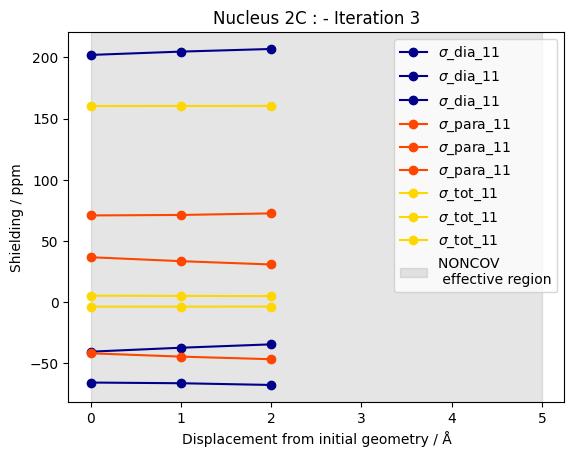 Nucleus 2C : - Iteration 3
Shielding / ppm
200
150
100
50
0
−50
σ_dia_11
σ_dia_11
σ_dia_11
σ_para_11
σ_para_11
σ_para_11
σ_tot_11
σ_tot_11
σ_tot_11
NONCOV
effective region
0 1 2 3 4 5
Displacement from initial geometry / Å